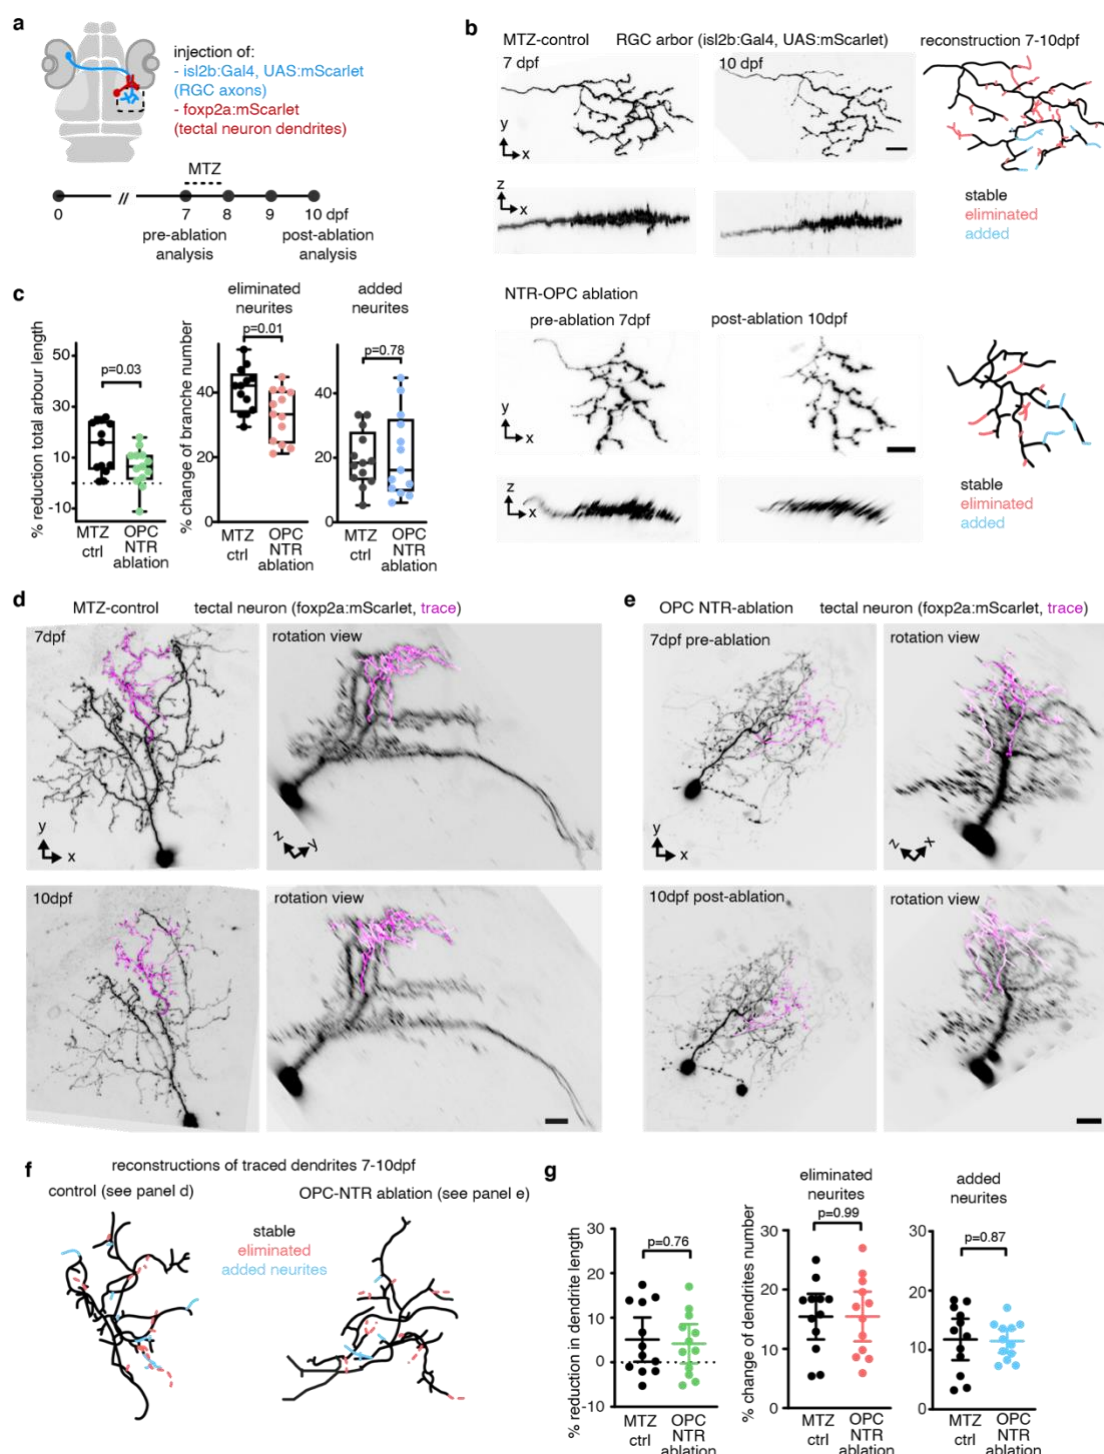 a
injection of:
- isl2b:Gal4, UAS:mScarlet
(RGC axons)
- foxp2a:mScarlet
(tectal neuron dendrites)
MTZ
//
0
7
8
9
10 dpf
pre-ablation
analysis
post-ablation
analysis
b
MTZ-control
RGC arbor (isl2b:Gal4, UAS:mScarlet)
reconstruction 7-10dpf
7 dpf
10 dpf
y
x
z
x
stable
eliminated
added
NTR-OPC ablation
pre-ablation 7dpf
post-ablation 10dpf
y
x
z
x
stable
eliminated
added
c
% reduction total arbour length
50
30
10
-10
p=0.03
MTZ
ctrl
OPC
NTR
ablation
eliminated
neurites
% change of branche number
40
20
0
p=0.01
MTZ
ctrl
OPC
NTR
ablation
added
neurites
40
20
0
p=0.78
MTZ
ctrl
OPC
NTR
ablation
d
MTZ-control
tectal neuron (foxp2a:mScarlet, trace)
7dpf
rotation view
y
x
z
y
10dpf
rotation view
e
OPC NTR-ablation
tectal neuron (foxp2a:mScarlet, trace)
7dpf pre-ablation
rotation view
y
x
z
x
10dpf post-ablation
rotation view
f
reconstructions of traced dendrites 7-10dpf
control (see panel d)
OPC-NTR ablation (see panel e)
stable
eliminated
added neurites
g
% reduction in dendrite length
30
20
10
0
-10
p=0.76
MTZ
ctrl
OPC
NTR
ablation
eliminated
neurites
% change of dendrites number
30
20
10
0
p=0.99
MTZ
ctrl
OPC
NTR
ablation
added
neurites
30
20
10
0
p=0.87
MTZ
ctrl
OPC
NTR
ablation